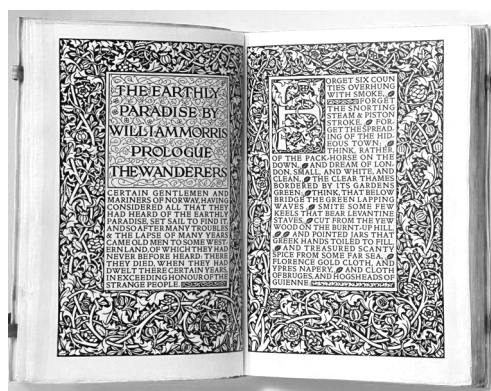 THE EARTHLY
PARADISE BY
WILLIAM MORRIS
PROLOGUE
THE WANDERERS
CERTAIN GENTLEMEN AND
MARINERS OF NORWAY, HAVING
CONSIDERED ALL THAT THEY
HAD HEARD OF THE EARTHLY
PARADISE, SET SAIL TO FIND IT,
AND SO AFTER MANY TROUBLES
& THE LAPSE OF MANY YEARS
CAME OLD MEN TO SOME WEST-
ERN LAND, OF WHICH THEY HAD
NEVER BEFORE HEARD: THERE
THEY DIED, WHEN THEY HAD
DWELT THERE CERTAIN YEARS,
IN EXCEEDING HONOUR OF THE
STRANGE PEOPLE.
FORGET SIX COUN
TIES OVERHUNG
WITH SMOKE,
FORGET
THE SNORTING
STEAM & PISTON
STROKE, FOR-
GET THE SPREAD-
ING OF THE HID-
EOUS TOWN;
THINK, RATHER,
OF THE PACK-HORSE ON THE
DOWN, AND DREAM OF LON-
DON, SMALL, AND WHITE, AND
CLEAN, THE CLEAR THAMES
BORDERED BY ITS GARDENS
GREEN; THINK, THAT BELOW
BRIDGE THE GREEN LAPPING
WAVES SMITE SOME FEW
KEELS THAT BEAR LEVANTINE
STAVES, CUT FROM THE YEW
WOOD ON THE BURNT-UP HILL,
AND POINTED JARS THAT
GREEK HANDS TOILED TO FILL,
AND TREASURED SCANTY
SPICE FROM SOME FAR SEA,
FLORENCE GOLD CLOTH, AND
YPRES NAPERY, AND CLOTH
OF BRUGES, AND HOGSHEADS OF
GUIENNE.